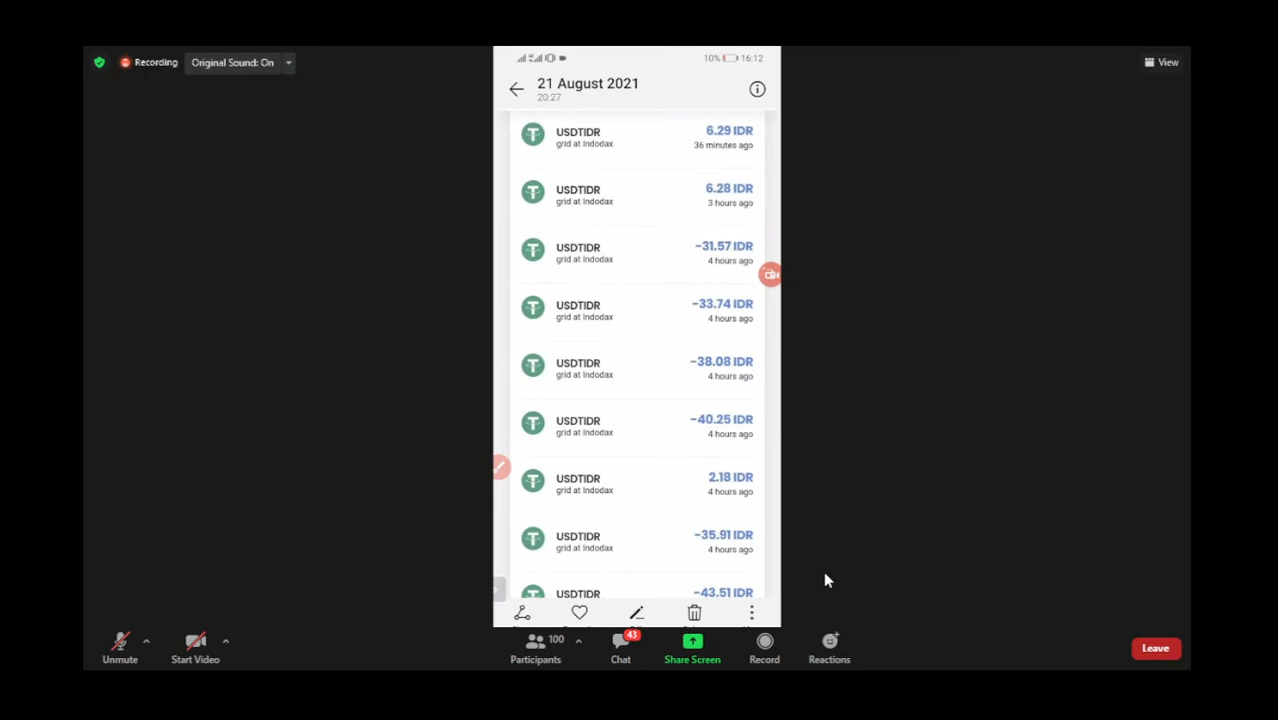 Recording
Original Sound: On
View
10% 16:12
21 August 2021
20:27
USDTIDR 6.29 IDR
grid at Indodax 36 minutes ago
USDTIDR 6.28 IDR
grid at Indodax 3 hours ago
USDTIDR -31.57 IDR
grid at Indodax 4 hours ago
USDTIDR -33.74 IDR
grid at Indodax 4 hours ago
USDTIDR -38.08 IDR
grid at Indodax 4 hours ago
USDTIDR -40.25 IDR
grid at Indodax 4 hours ago
USDTIDR 2.18 IDR
grid at Indodax 4 hours ago
USDTIDR -35.91 IDR
grid at Indodax 4 hours ago
USDTIDR -43.51 IDR
100 43
Unmute Start Video Participants Chat Share Screen Record Reactions Leave